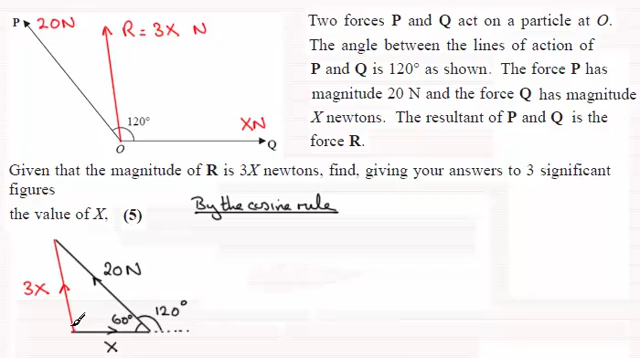 P 20N R = 3X N Two forces P and Q act on a particle at O.
The angle between the lines of action of
P and Q is 120° as shown. The force P has
120° XN magnitude 20 N and the force Q has magnitude
X newtons. The resultant of P and Q is the
O Q force R.
Given that the magnitude of R is 3X newtons, find, giving your answers to 3 significant
figures
the value of X, (5) By the cosine rule
20N
3X 60° 120°
X